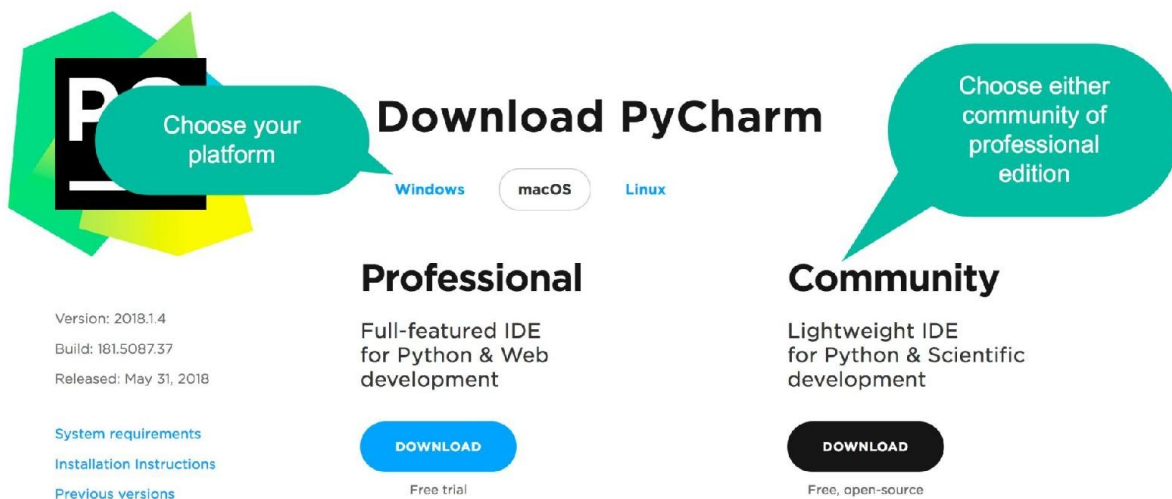 PC
Choose your
platform
Download PyCharm
Choose either
community of
professional
edition
Windows
macOS
Linux
Professional
Full-featured IDE
for Python & Web
development
DOWNLOAD
Free trial
Community
Lightweight IDE
for Python & Scientific
development
DOWNLOAD
Free, open-source
Version: 2018.1.4
Build: 181.5087.37
Released: May 31, 2018
System requirements
Installation Instructions
Previous versions